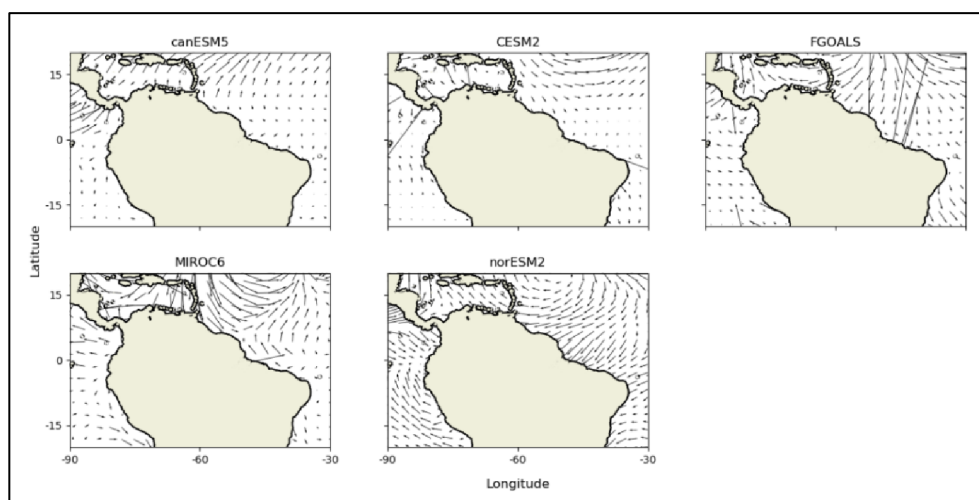 canESM5
CESM2
FGOALS
15
0
-15
Latitude
MIROC6
norESM2
15
0
-15
-90
-60
-30
-90
-60
-30
Longitude